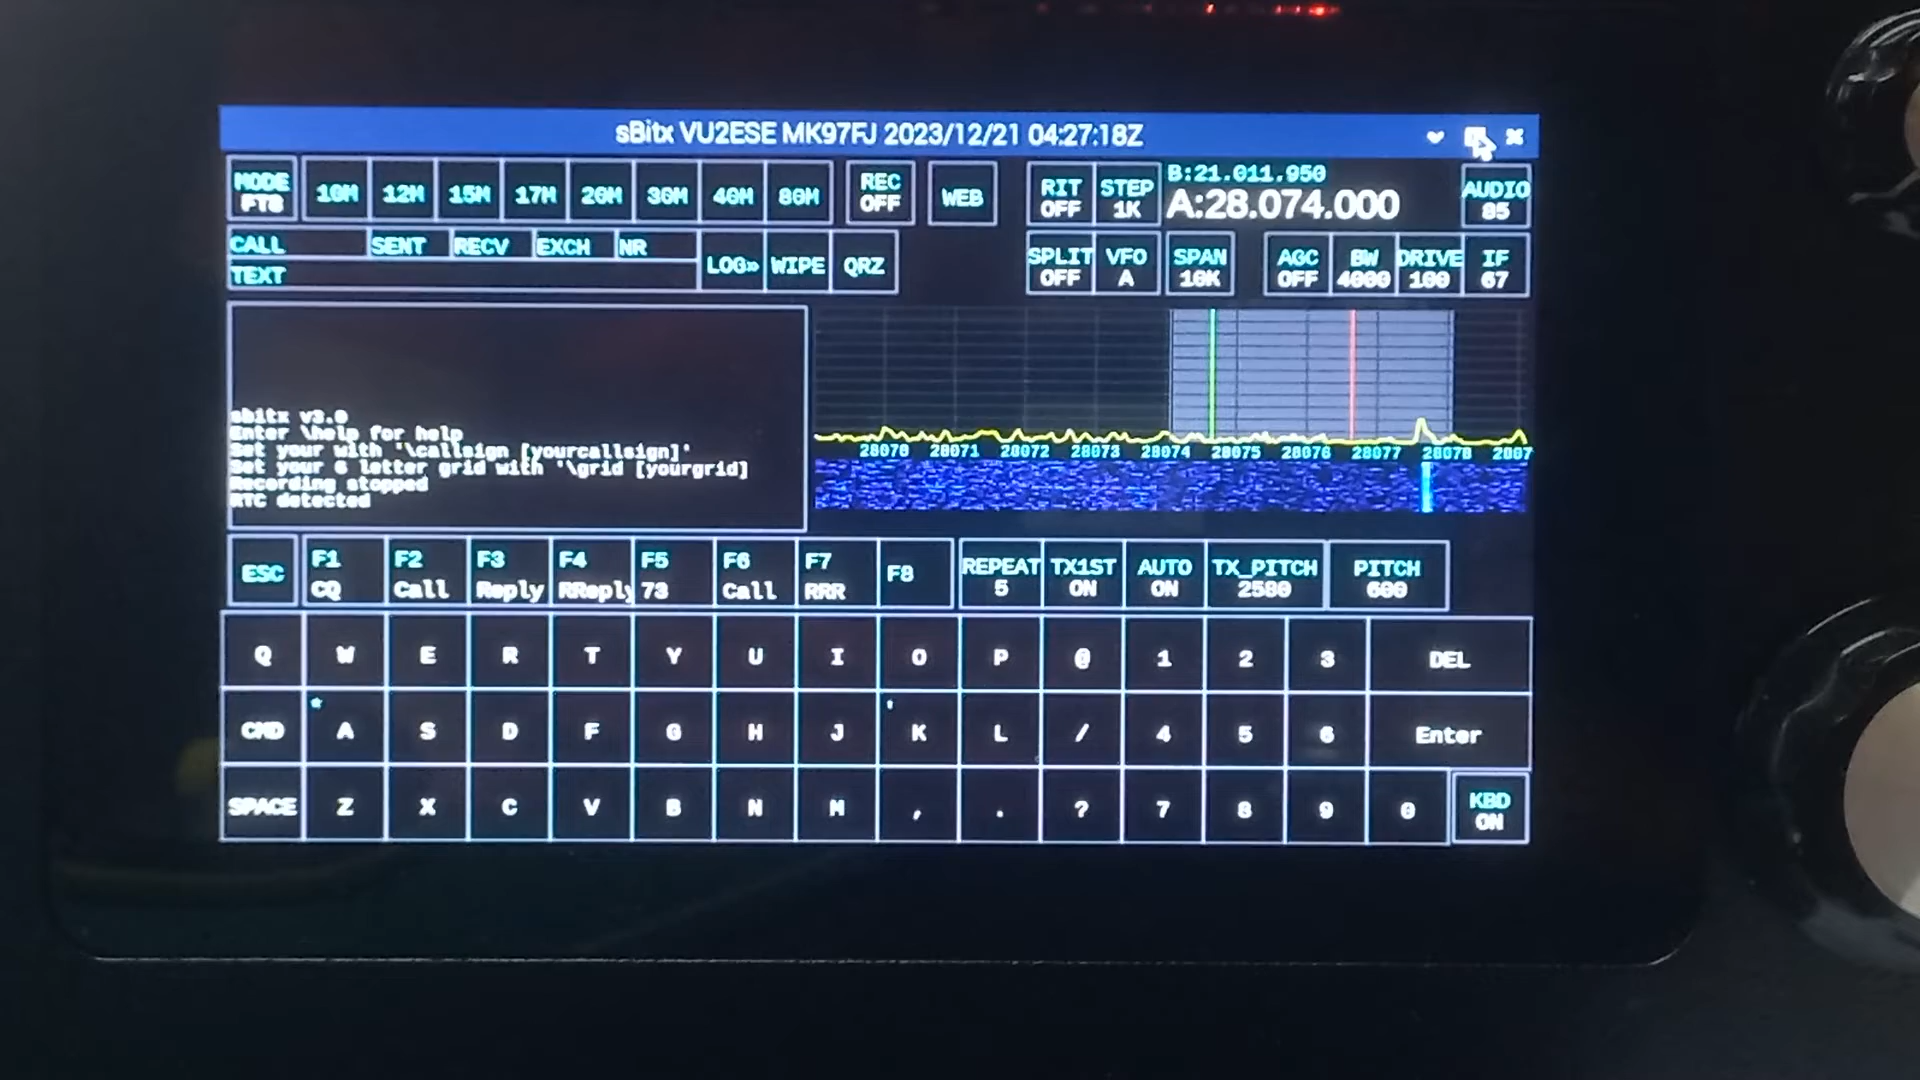 sBitx VU2ESE MK97FJ 2023/12/21 04:27:18Z
MODE FT8 10M 12M 15M 17M 20M 30M 40M 80M REC OFF WEB RIT OFF STEP 1K B:21.011.950 A:28.074.000 AUDIO 85
CALL SENT RECV EXCH NR
TEXT
LOG» WIPE QRZ SPLIT OFF VFO A SPAN 10K AGC OFF BW 4000 DRIVE 100 IF 67
sbitx v3.0
Enter \help for help
Set your with '\callsign [yourcallsign]'
Set your 6 letter grid with '\grid [yourgrid]
Recording stopped
RTC detected
28070 28071 28072 28073 28074 28075 28076 28077 28078 2807
ESC F1 CQ F2 Call F3 Reply F4 RReply F5 73 F6 Call F7 RRR F8 REPEAT 5 TX1ST ON AUTO ON TX_PITCH 2580 PITCH 600
Q W E R T Y U I O P @ 1 2 3 DEL
CMD * A S D F G H J ' K L / 4 5 6 Enter
SPACE Z X C V B N M , . ? 7 8 9 0 KBD ON